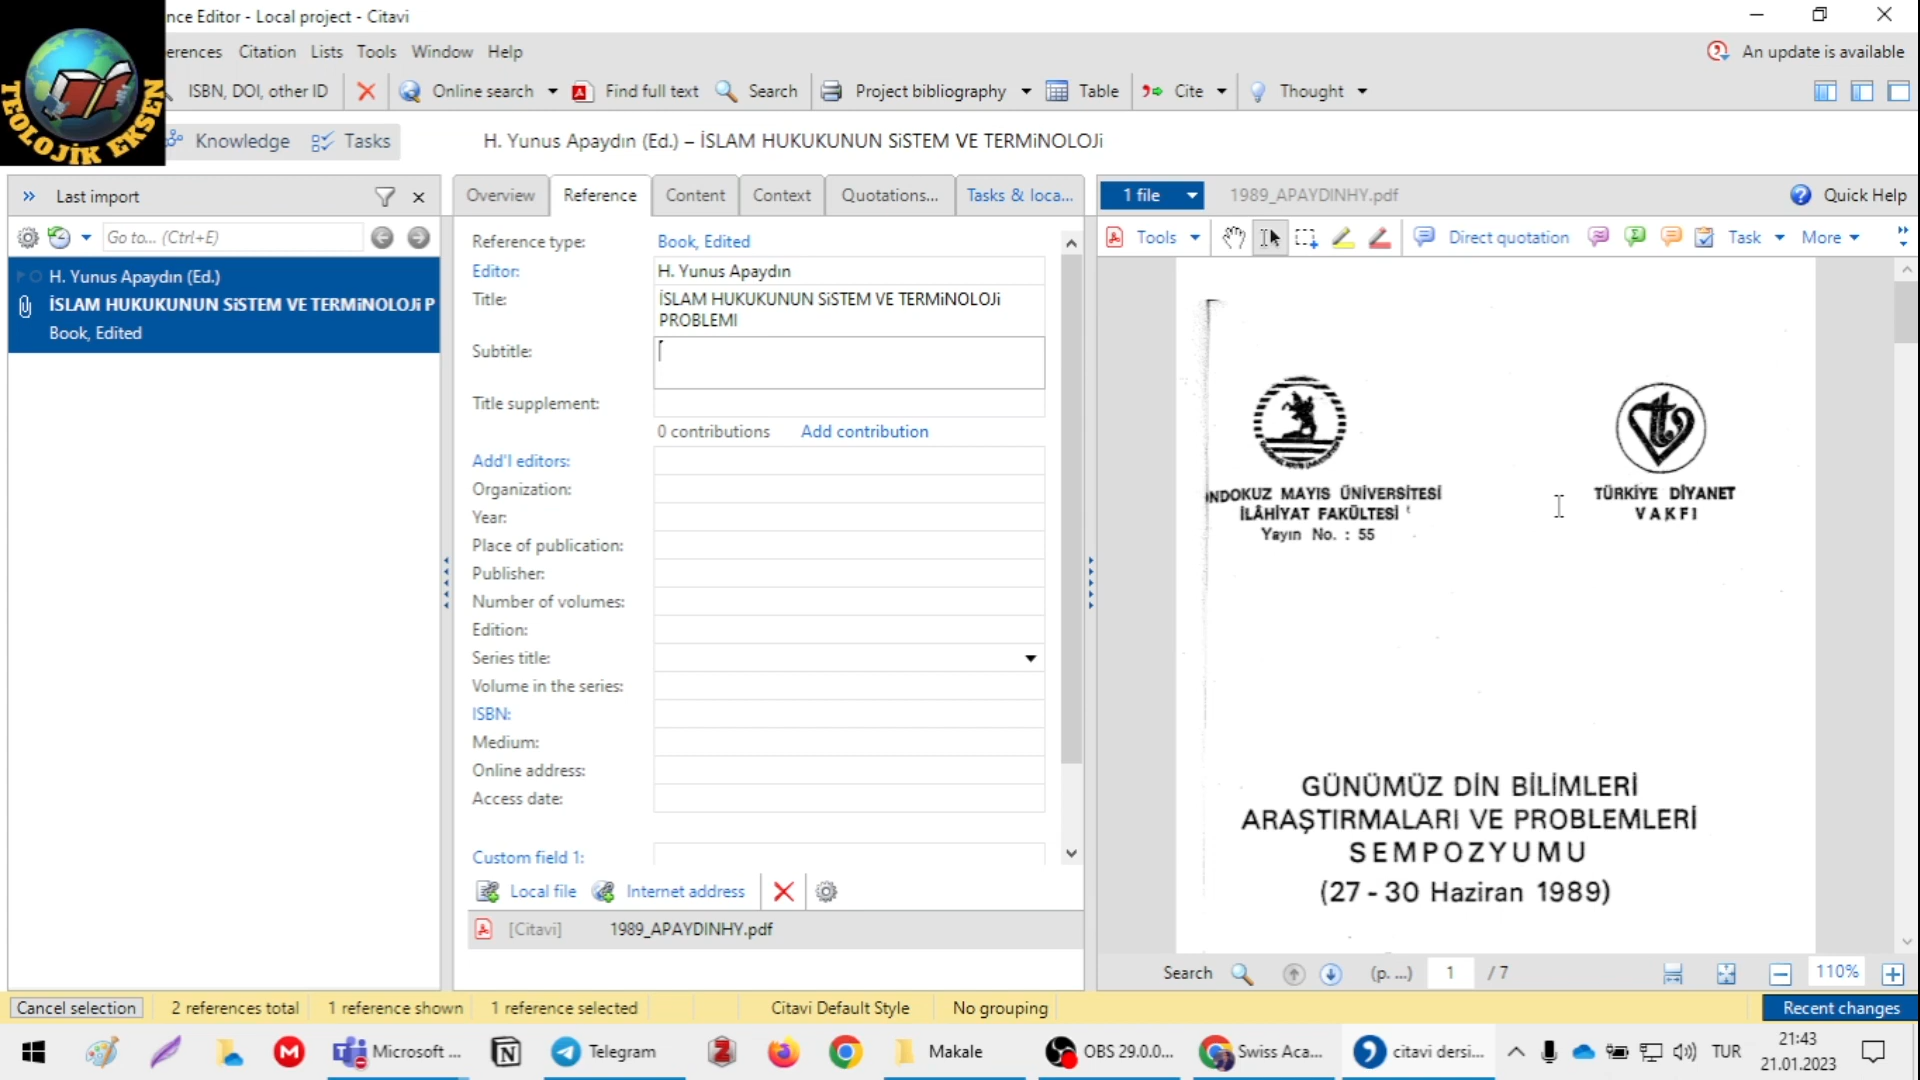 nce Editor - Local project - Citavi
erences Citation Lists Tools Window Help
An update is available
ISBN, DOI, other ID Online search Find full text Search Project bibliography Table Cite Thought
TEOLOJİK EKSEN
Knowledge Tasks
H. Yunus Apaydın (Ed.) – İSLAM HUKUKUNUN SiSTEM VE TERMiNOLOJi
Last import
Overview Reference Content Context Quotations... Tasks & loca...
1 file 1989_APAYDINHY.pdf Quick Help
Go to... (Ctrl+E)
Tools Direct quotation Task More
H. Yunus Apaydın (Ed.)
İSLAM HUKUKUNUN SiSTEM VE TERMiNOLOJi P
Book, Edited
Reference type: Book, Edited
Editor: H. Yunus Apaydın
Title: İSLAM HUKUKUNUN SiSTEM VE TERMiNOLOJi
PROBLEMI
Subtitle:
Title supplement:
0 contributions Add contribution
Add'l editors:
Organization:
Year:
Place of publication:
Publisher:
Number of volumes:
Edition:
Series title:
Volume in the series:
ISBN:
Medium:
Online address:
Access date:
Custom field 1:
Local file Internet address
[Citavi] 1989_APAYDINHY.pdf
NDOKUZ MAYIS ÜNİVERSİTESİ
İLÂHİYAT FAKÜLTESİ
Yayın No. : 55
TÜRKİYE DİYANET
VAKFI
GÜNÜMÜZ DİN BİLİMLERİ
ARAŞTIRMALARI VE PROBLEMLERİ
SEMPOZYUMU
(27 - 30 Haziran 1989)
Search (p. ...) 1 / 7 110%
Cancel selection 2 references total 1 reference shown 1 reference selected Citavi Default Style No grouping Recent changes
Microsoft ... Telegram Makale OBS 29.0.0... Swiss Aca... citavi dersi... TUR
21:43
21.01.2023